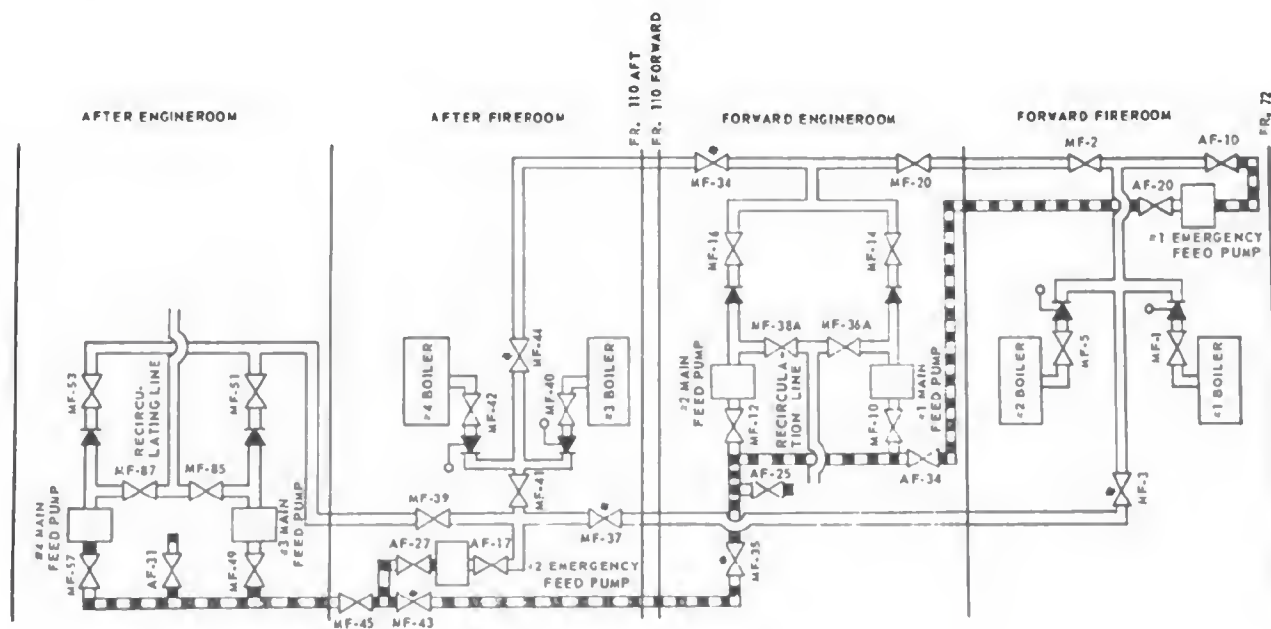 AFTER ENGINEROOM
AFTER FIREROOM
FR. 110 AFT
FR. 110 FORWARD
FORWARD ENGINEROOM
FORWARD FIREROOM
FR. 72
MF-34
MF-20
MF-2
AF-10
AF-20
#1 EMERGENCY
FEED PUMP
MF-16
MF-14
MF-38A
MF-36A
MF-44
MF-53
RECIRCU-
LATING LINE
MF-51
#4 BOILER
MF-42
MF-40
#3 BOILER
#2 MAIN
FEED PUMP
MF-12
RECIRCULA-
TION LINE
MF-10
#1 MAIN
FEED PUMP
#2 BOILER
MF-5
MF-1
#1 BOILER
MF-87
MF-85
MF-41
AF-25
AF-34
MF-3
MF-39
MF-37
#4 MAIN
FEED PUMP
MF-57
AF-31
MF-49
#3 MAIN
FEED PUMP
AF-27
AF-17
#2 EMERGENCY
FEED PUMP
MF-35
MF-45
MF-43